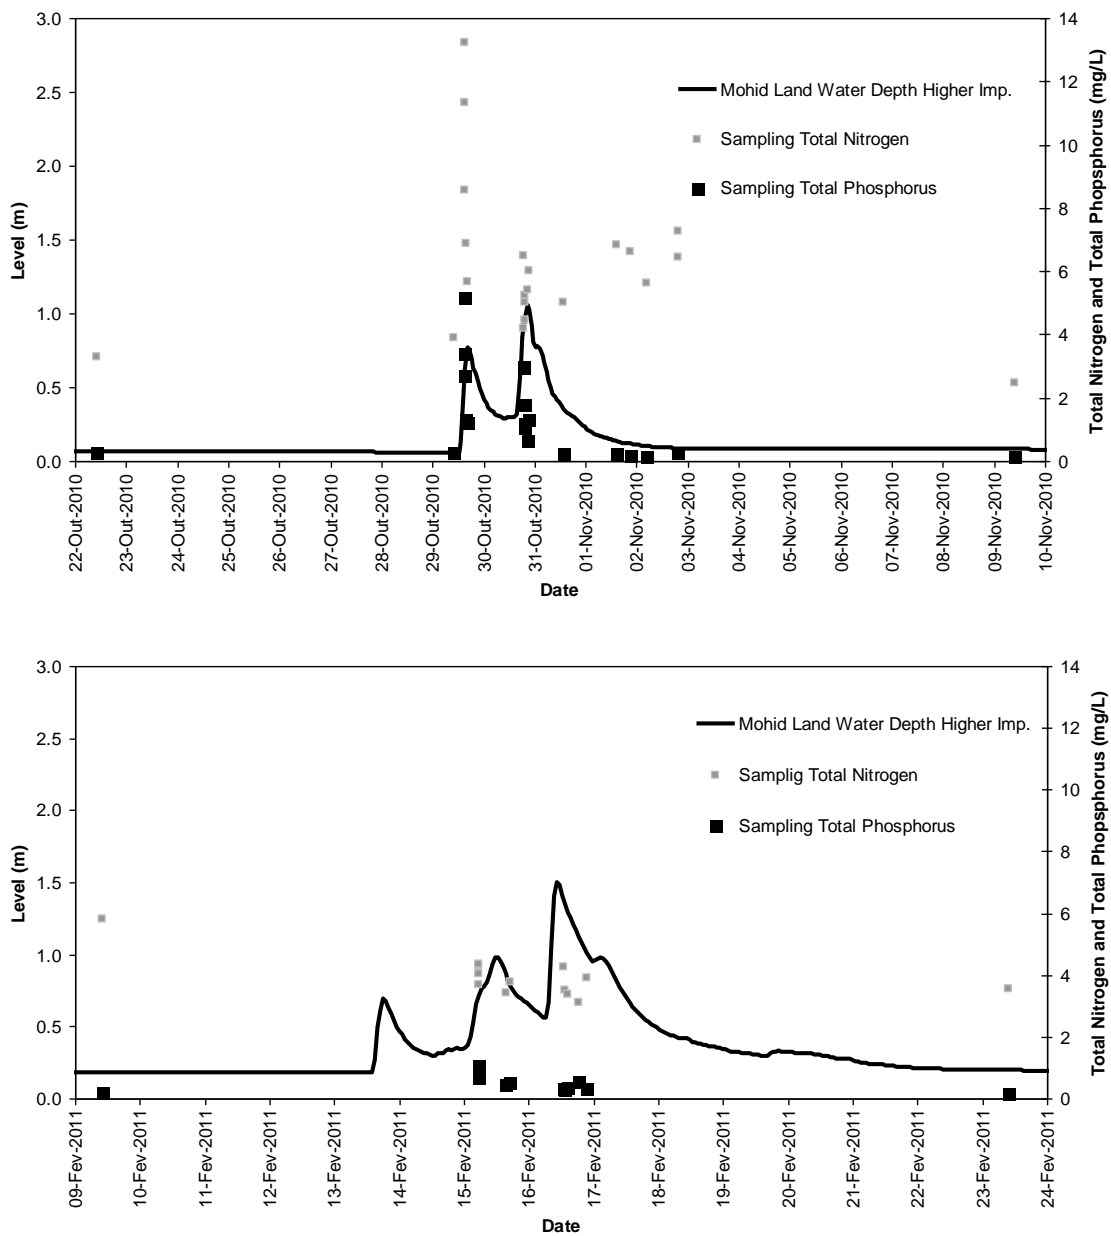 3.0
2.5
2.0
1.5
1.0
0.5
0.0
Level (m)
14
12
10
8
6
4
2
0
Total Nitrogen and Total Phopsphorus (mg/L)
Mohid Land Water Depth Higher Imp.
Sampling Total Nitrogen
Sampling Total Phosphorus
22-Out-2010
23-Out-2010
24-Out-2010
25-Out-2010
26-Out-2010
27-Out-2010
28-Out-2010
29-Out-2010
30-Out-2010
31-Out-2010
01-Nov-2010
02-Nov-2010
03-Nov-2010
04-Nov-2010
05-Nov-2010
06-Nov-2010
07-Nov-2010
08-Nov-2010
09-Nov-2010
10-Nov-2010
Date
3.0
2.5
2.0
1.5
1.0
0.5
0.0
Level (m)
14
12
10
8
6
4
2
0
Total Nitrogen and Total Phopsphorus (mg/L)
Mohid Land Water Depth Higher Imp.
Samplig Total Nitrogen
Sampling Total Phosphorus
09-Fev-2011
10-Fev-2011
11-Fev-2011
12-Fev-2011
13-Fev-2011
14-Fev-2011
15-Fev-2011
16-Fev-2011
17-Fev-2011
18-Fev-2011
19-Fev-2011
20-Fev-2011
21-Fev-2011
22-Fev-2011
23-Fev-2011
24-Fev-2011
Date